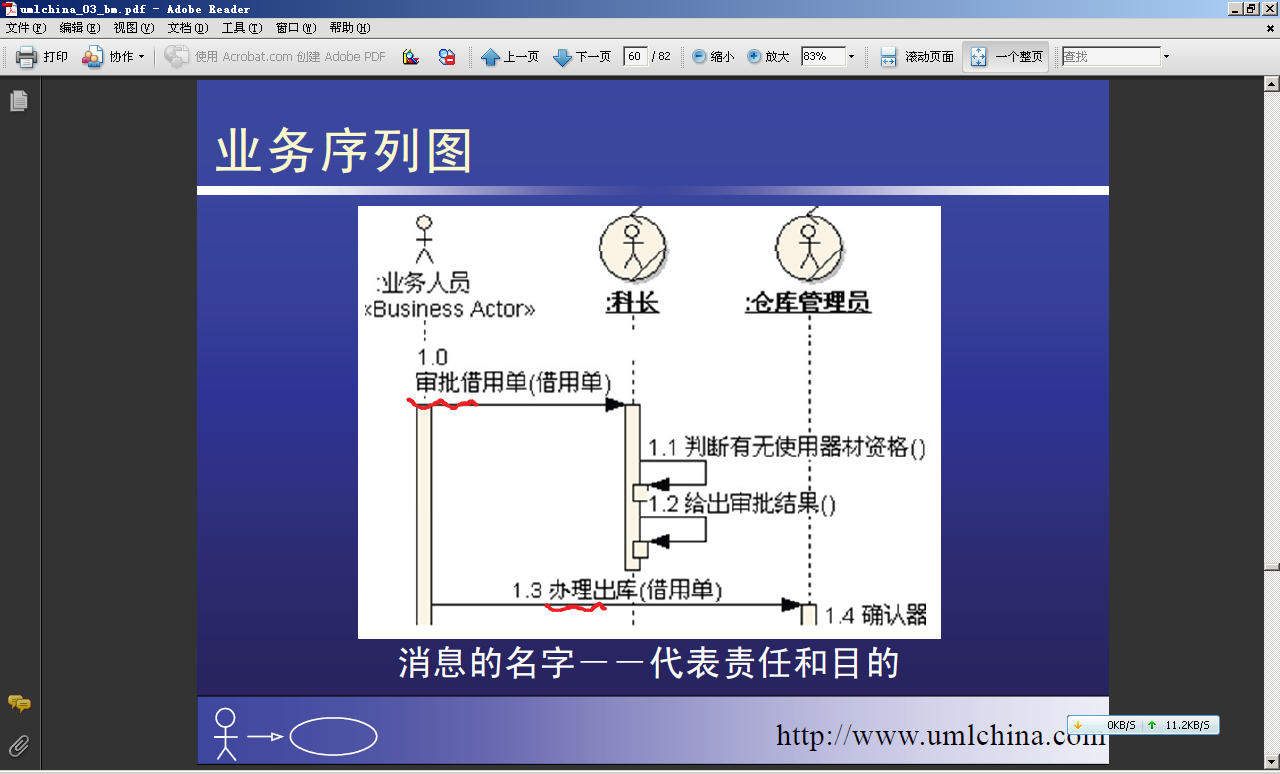 umlchina_03_bm.pdf - Adobe Reader
文件(F) 编辑(E) 视图(V) 文档(D) 工具(T) 窗口(W) 帮助(H)
打印 协作 使用 Acrobat.com 创建 Adobe PDF 上一页 下一页 60 / 82 缩小 放大 83% 滚动页面 一个整页 查找
业务序列图
:业务人员
«Business Actor»
:科长
:仓库管理员
1.0
审批借用单(借用单)
1.1 判断有无使用器材资格()
1.2 给出审批结果()
1.3 办理出库(借用单)
1.4 确认器
消息的名字－－代表责任和目的
http://www.umlchina.com
0KB/S 11.2KB/S